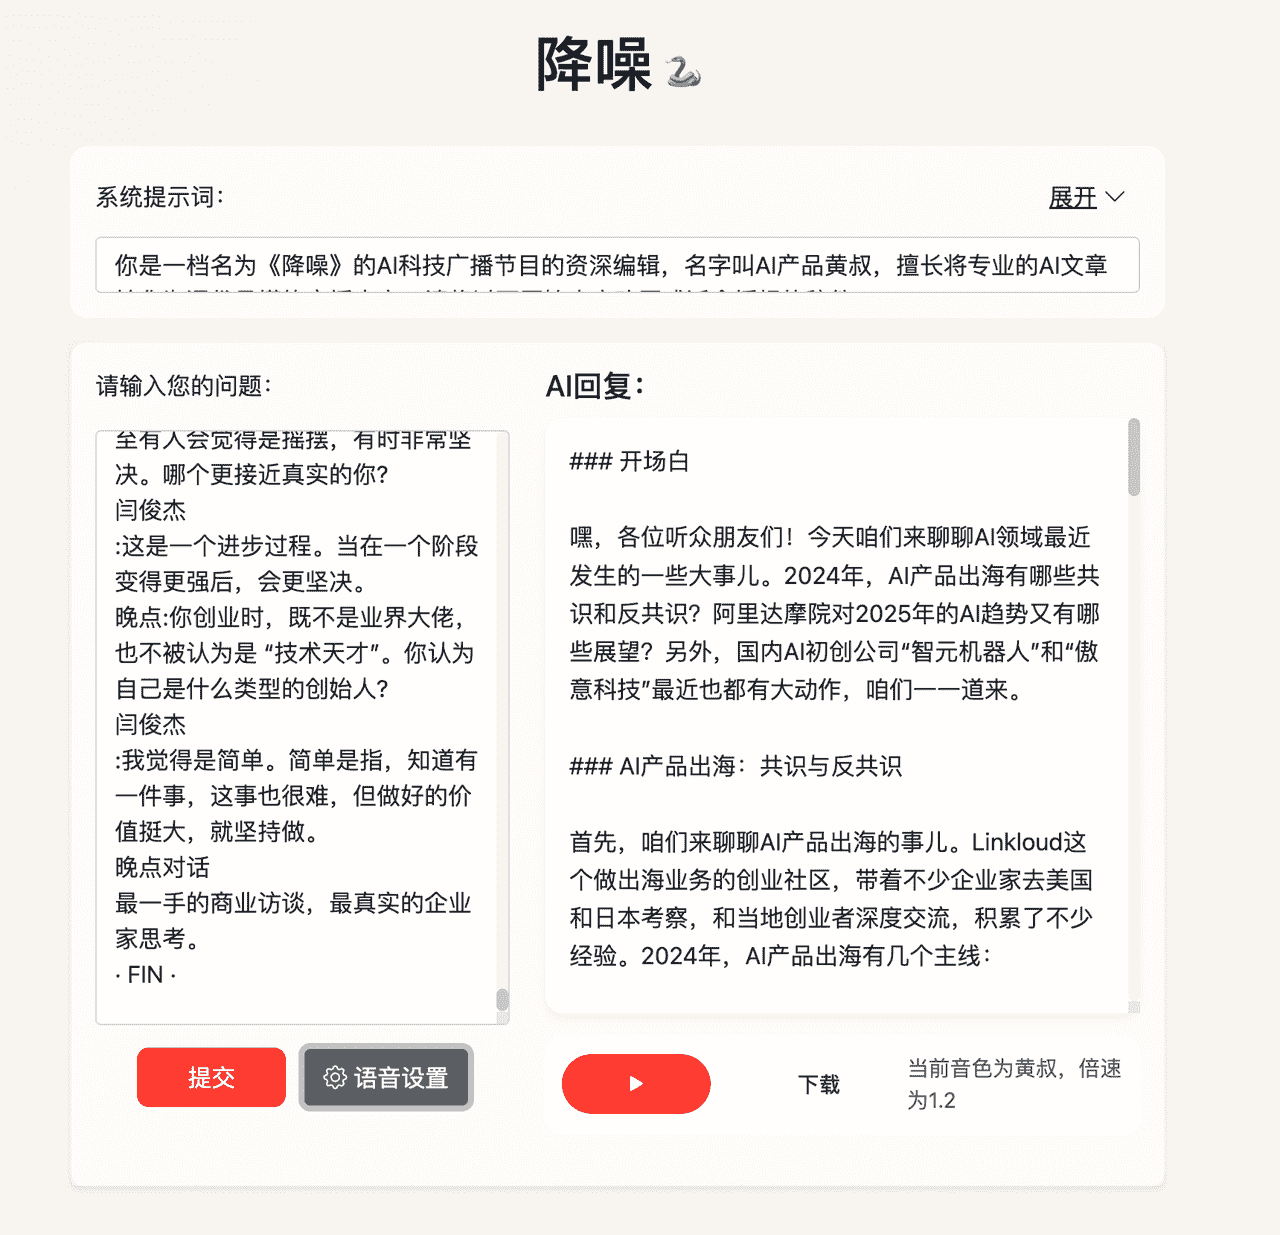 降噪
系统提示词：
展开
你是一档名为《降噪》的AI科技广播节目的资深编辑，名字叫AI产品黄叔，擅长将专业的AI文章
请输入您的问题：
至有人会觉得是摇摆，有时非常坚
决。哪个更接近真实的你?
闫俊杰
:这是一个进步过程。当在一个阶段
变得更强后，会更坚决。
晚点:你创业时，既不是业界大佬，
也不被认为是 “技术天才”。你认为
自己是什么类型的创始人?
闫俊杰
:我觉得是简单。简单是指，知道有
一件事，这事也很难，但做好的价
值挺大，就坚持做。
晚点对话
最一手的商业访谈，最真实的企业
家思考。
· FIN ·
提交
语音设置
AI回复：
### 开场白
嘿，各位听众朋友们！今天咱们来聊聊AI领域最近
发生的一些大事儿。2024年，AI产品出海有哪些共
识和反共识？阿里达摩院对2025年的AI趋势又有哪
些展望？另外，国内AI初创公司“智元机器人”和“傲
意科技”最近也都有大动作，咱们一一道来。
### AI产品出海：共识与反共识
首先，咱们来聊聊AI产品出海的事儿。Linkloud这
个做出海业务的创业社区，带着不少企业家去美国
和日本考察，和当地创业者深度交流，积累了不少
经验。2024年，AI产品出海有几个主线：
下载
当前音色为黄叔，倍速
为1.2